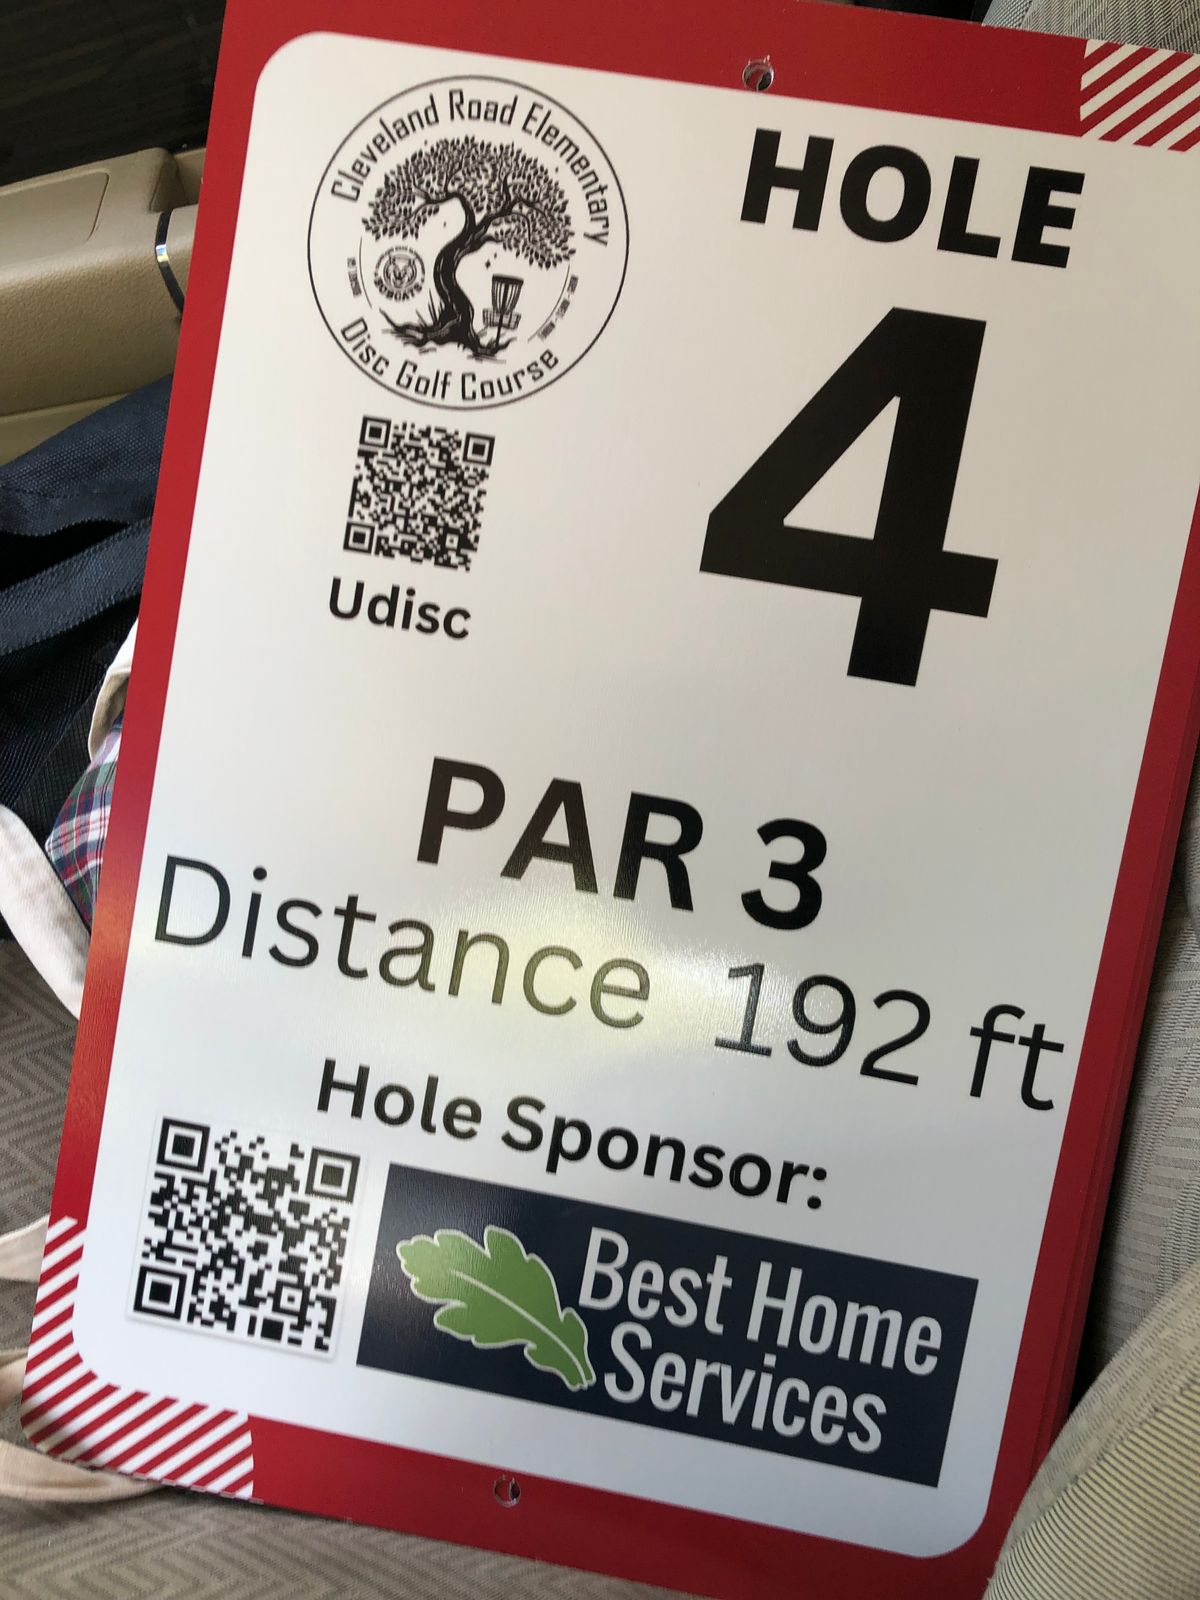 Cleveland Road Elementary
BOBCATS
Disc Golf Course
HOLE
4
Udisc
PAR 3
Distance 192 ft
Hole Sponsor:
Best Home
Services